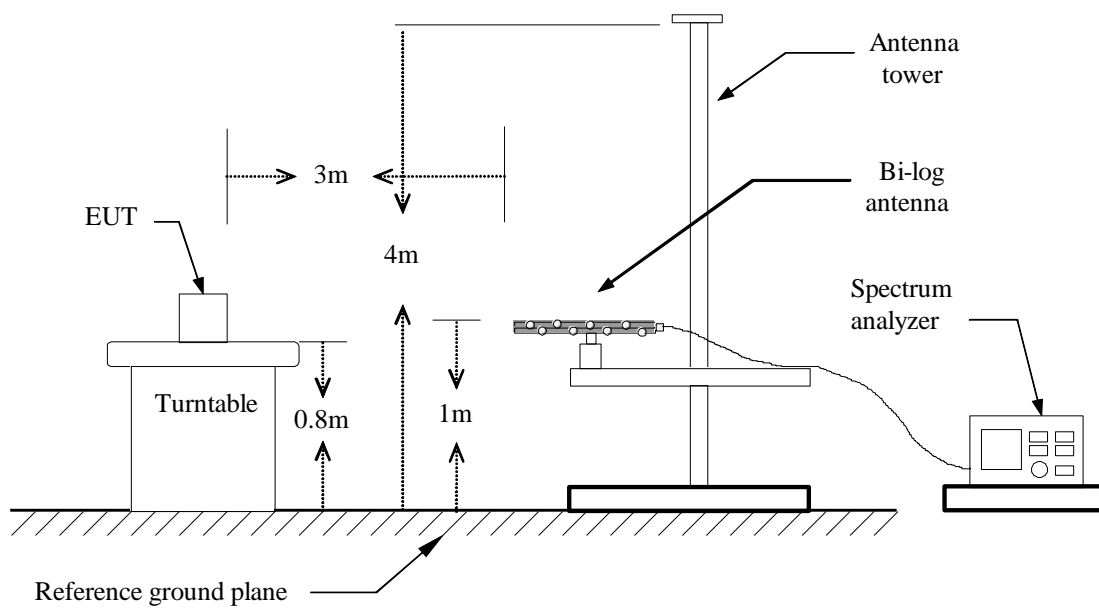 Antenna
tower
3m
Bi-log
antenna
EUT
4m
Spectrum
analyzer
Turntable
0.8m
1m
Reference ground plane